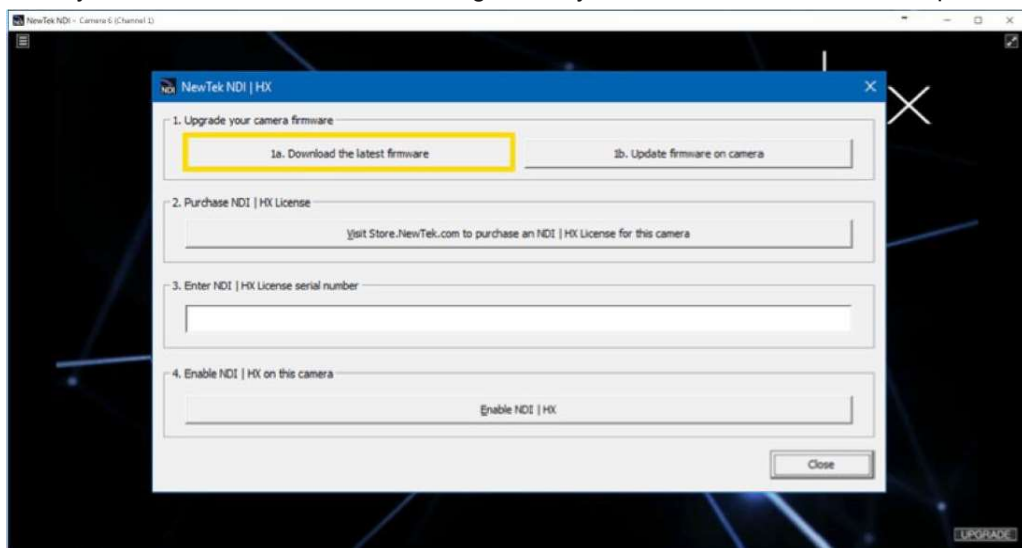 NewTek NDI - Camera 6 (Channel 1)
NewTek NDI | HX
1. Upgrade your camera firmware
1a. Download the latest firmware
1b. Update firmware on camera
2. Purchase NDI | HX License
Visit Store.NewTek.com to purchase an NDI | HX License for this camera
3. Enter NDI | HX License serial number
4. Enable NDI | HX on this camera
Enable NDI | HX
Close
UPGRADE